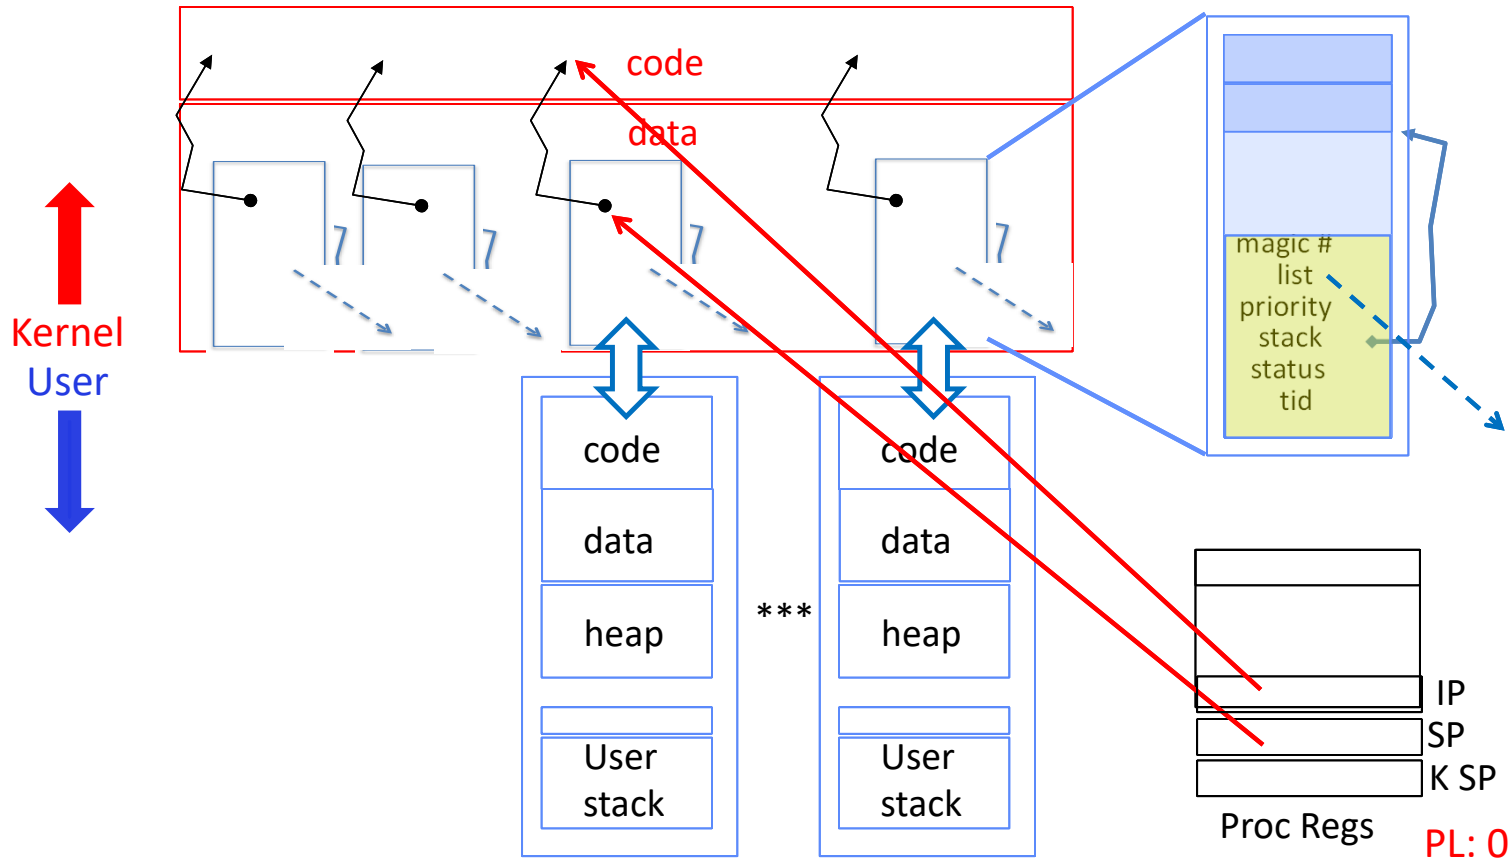 code
data
Kernel
User
magic #
list
priority
stack
status
tid
code
data
heap
User
stack
***
code
data
heap
User
stack
IP
SP
K SP
Proc Regs
PL: 0